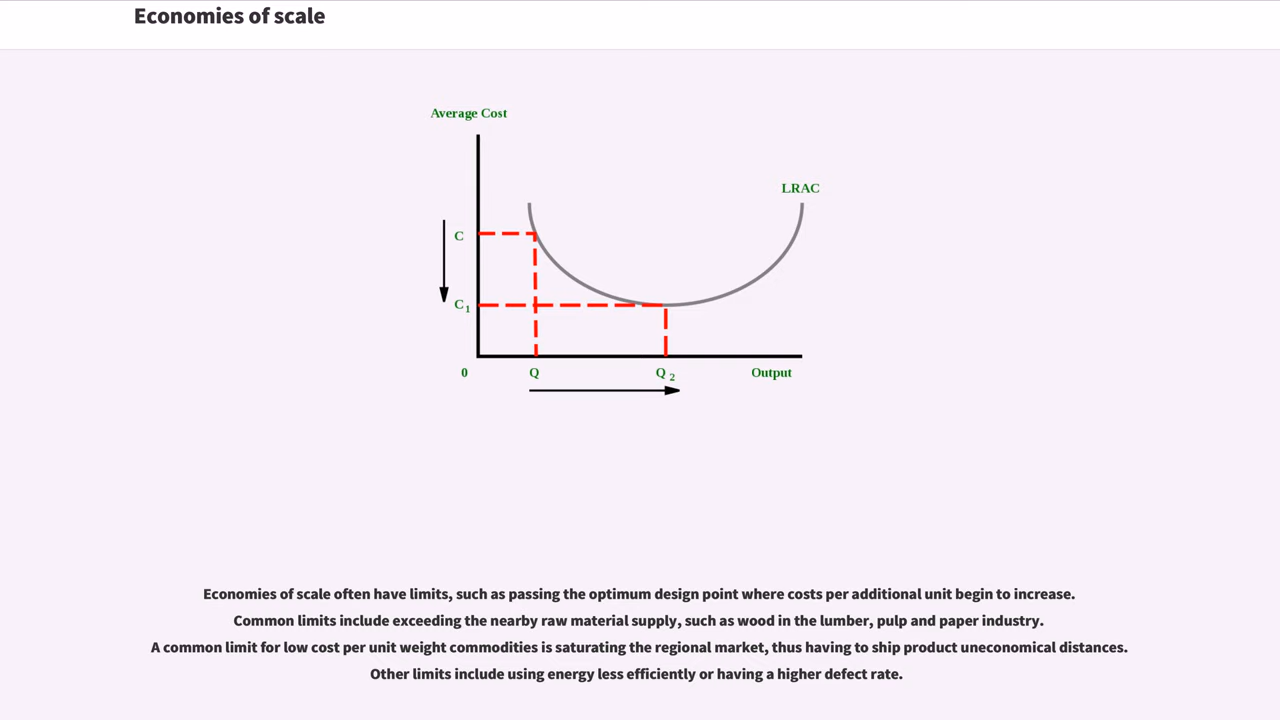 Economies of scale
Average Cost
LRAC
C
C1
0
Q
Q2
Output
Economies of scale often have limits, such as passing the optimum design point where costs per additional unit begin to increase.
Common limits include exceeding the nearby raw material supply, such as wood in the lumber, pulp and paper industry.
A common limit for low cost per unit weight commodities is saturating the regional market, thus having to ship product uneconomical distances.
Other limits include using energy less efficiently or having a higher defect rate.